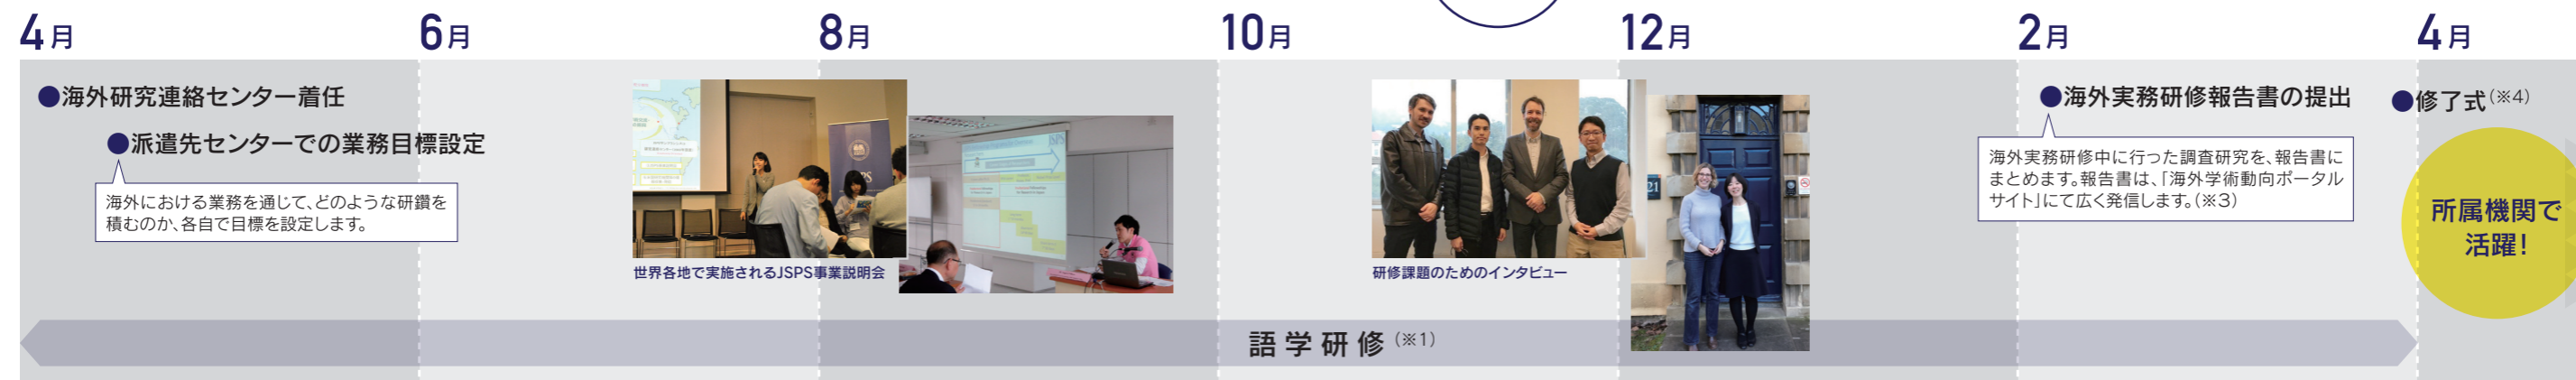 4月
6月
8月
10月
12月
2月
4月
●海外研究連絡センター着任
●派遣先センターでの業務目標設定
海外における業務を通じて、どのような研鑽を
積むのか、各自で目標を設定します。
世界各地で実施されるJSPS事業説明会
JSPS
研修課題のためのインタビュー
21
●海外実務研修報告書の提出
海外実務研修中に行った調査研究を、報告書に
まとめます。報告書は、「海外学術動向ポータル
サイト」にて広く発信します。(※3)
●修了式(※4)
所属機関で
活躍!
語学研修(※1)